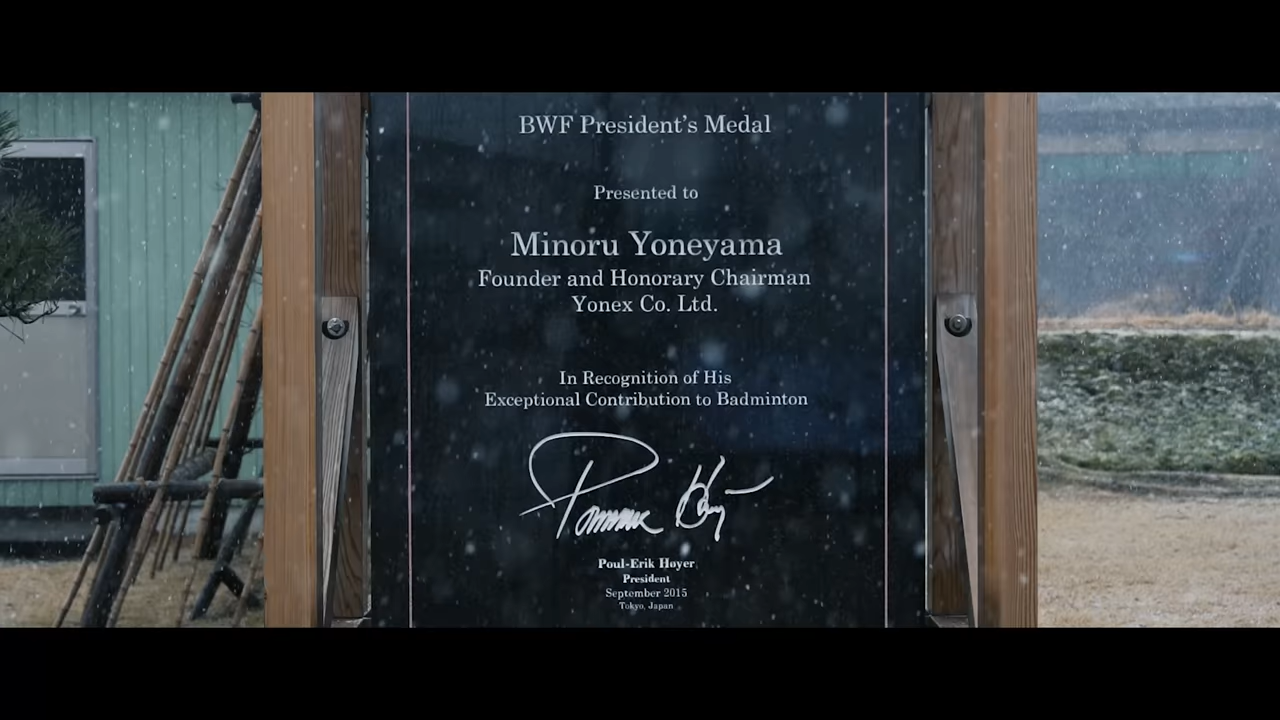 BWF President's Medal
Presented to
Minoru Yoneyama
Founder and Honorary Chairman
Yonex Co. Ltd.
In Recognition of His
Exceptional Contribution to Badminton
Poul-Erik Høyer
President
September 2015
Tokyo, Japan